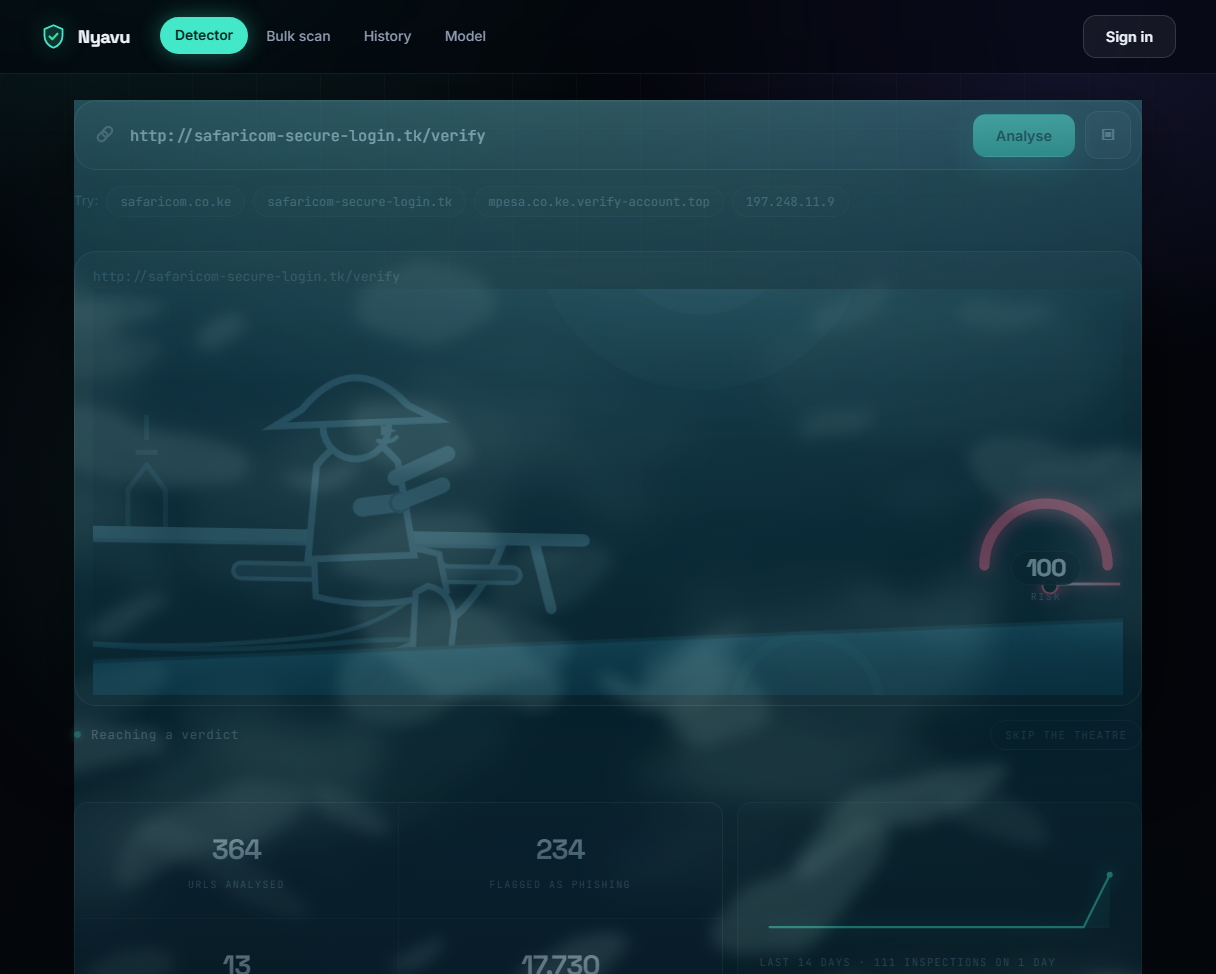 Nyavu Detector Bulk scan History Model Sign in
http://safaricom-secure-login.tk/verify Analyse
Try: safaricom.co.ke safaricom-secure-login.tk mpesa.co.ke.verify-account.top 197.248.11.9
http://safaricom-secure-login.tk/verify
100
RISK
Reaching a verdict SKIP THE THEATRE
364 234
URLS ANALYSED FLAGGED AS PHISHING
13 17,730
LAST 14 DAYS · 111 INSPECTIONS ON 1 DAY